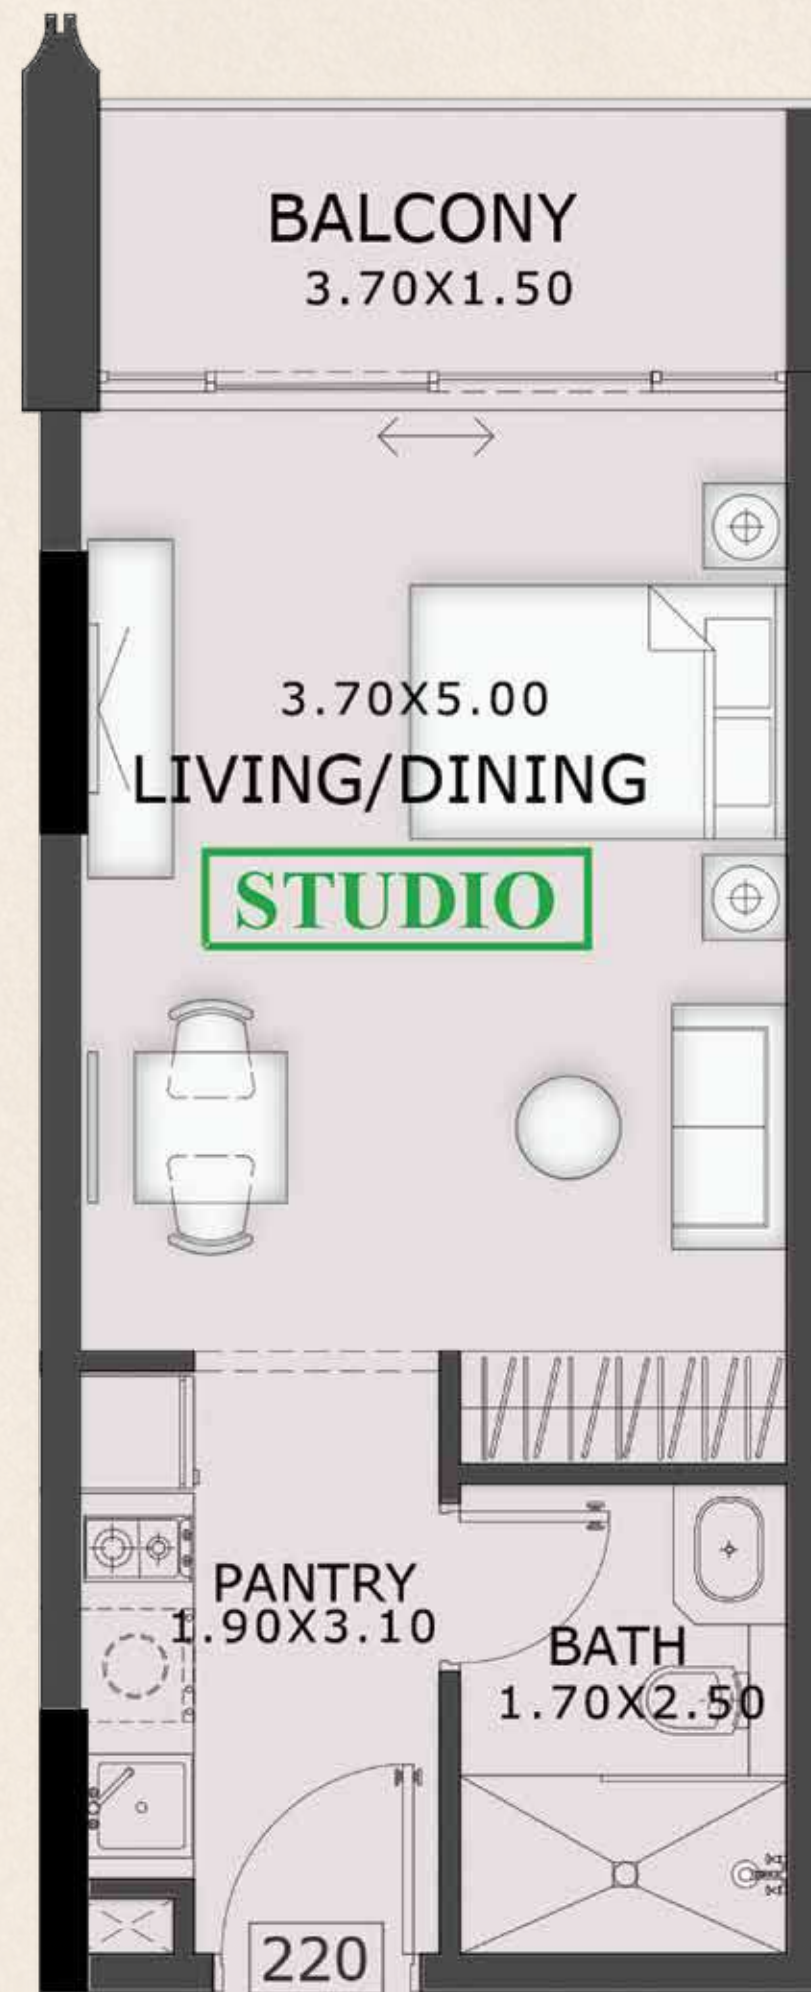 BALCONY
3.70X1.50
3.70X5.00
LIVING/DINING
STUDIO
PANTRY
1.90X3.10
BATH
1.70X2.50
220